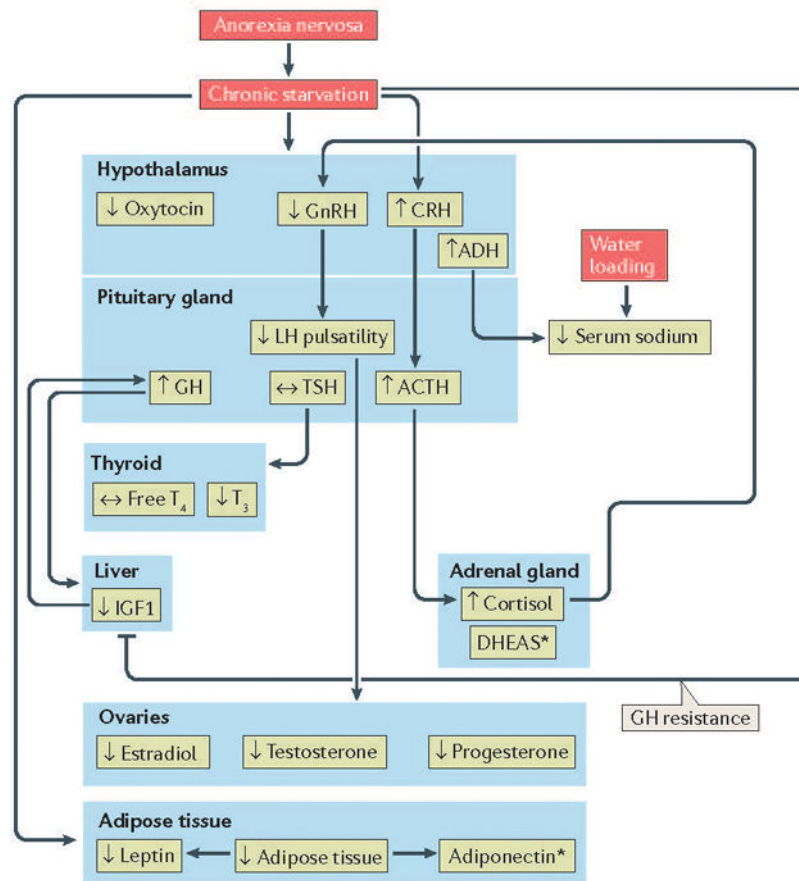 Anorexia nervosa
Chronic starvation
Hypothalamus
↓ Oxytocin
↓ GnRH
↑ CRH
↑ ADH
Water
loading
Pituitary gland
↓ LH pulsatility
↓ Serum sodium
↑ GH
↔ TSH
↑ ACTH
Thyroid
↔ Free T₄
↓ T₃
Liver
↓ IGF1
Adrenal gland
↑ Cortisol
DHEAS*
GH resistance
Ovaries
↓ Estradiol
↓ Testosterone
↓ Progesterone
Adipose tissue
↓ Leptin
↓ Adipose tissue
Adiponectin*